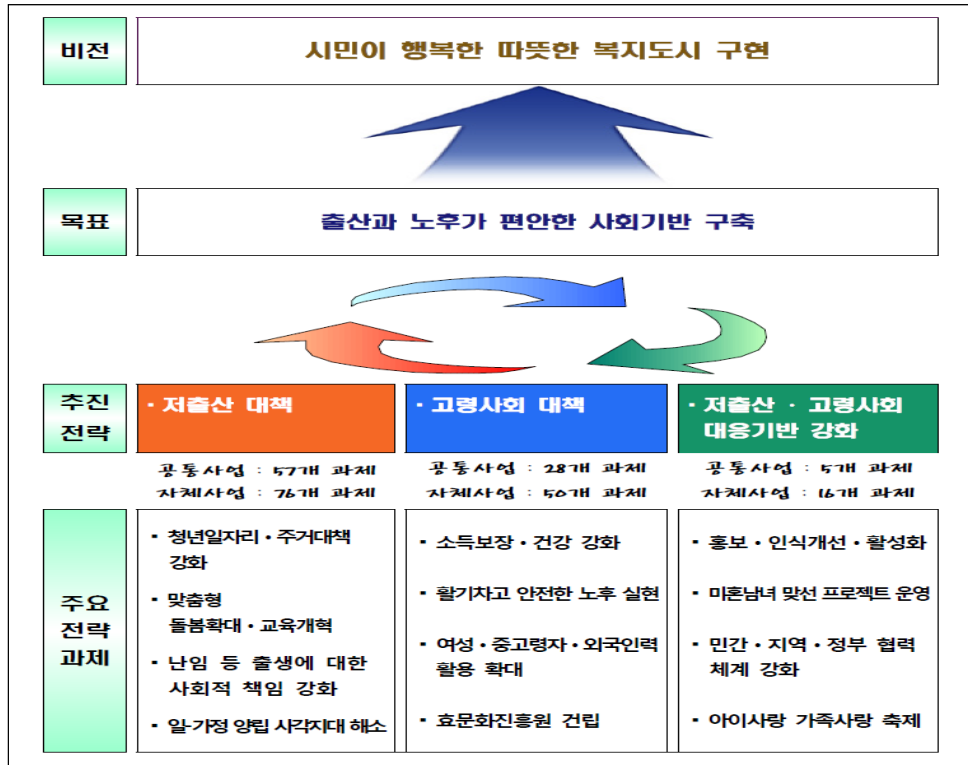 비전
시민이 행복한 따뜻한 복지도시 구현
목표
출산과 노후가 편안한 사회기반 구축
추진
전략
· 저출산 대책
· 고령사회 대책
· 저출산 · 고령사회
대응기반 강화
공통사업 : 57개 과제
자체사업 : 76개 과제
공통사업 : 28개 과제
자체사업 : 50개 과제
공통사업 : 5개 과제
자체사업 : 16개 과제
주요
전략
과제
· 청년일자리·주거대책
강화
· 맞춤형
돌봄확대·교육개혁
· 난임 등 출생에 대한
사회적 책임 강화
· 일-가정 양립 사각지대 해소
· 소득보장·건강 강화
· 활기차고 안전한 노후 실현
· 여성·중고령자·외국인력
활용 확대
· 효문화진흥원 건립
· 홍보·인식개선·활성화
· 미혼남녀 맞선 프로젝트 운영
· 민간·지역·정부 협력
체계 강화
· 아이사랑 가족사랑 축제